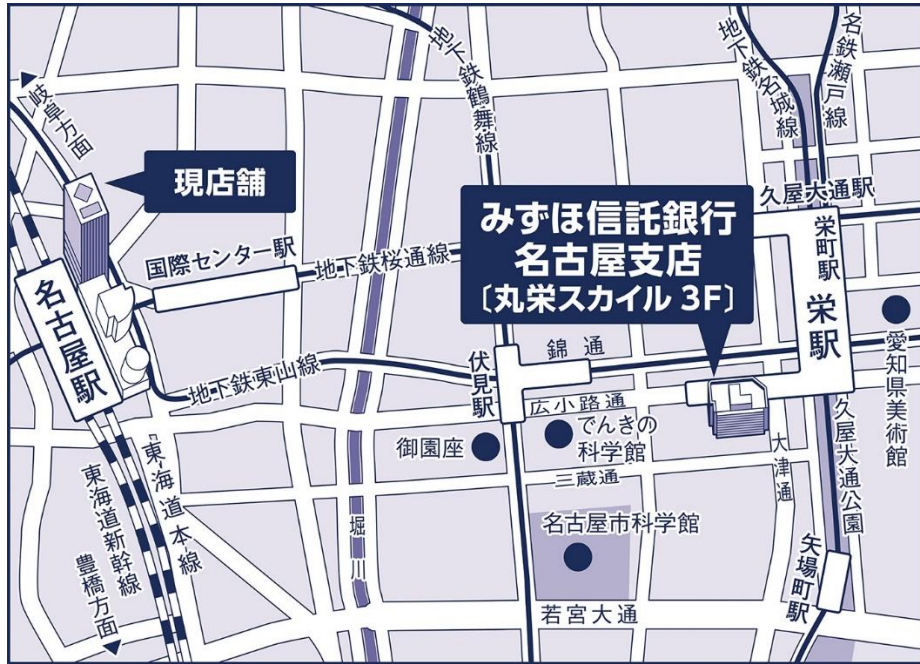 岐阜方面
現店舗
名古屋駅
国際センター駅
地下鉄桜通線
地下鉄鶴舞線
地下鉄名城線
名鉄瀬戸線
久屋大通駅
みずほ信託銀行
名古屋支店
〔丸栄スカイル 3F〕
栄町駅
栄駅
愛知県美術館
地下鉄東山線
伏見駅
錦通
広小路通
御園座
でんきの
科学館
三蔵通
大津通
久屋大通公園
東海道本線
東海道新幹線
豊橋方面
堀川
名古屋市科学館
若宮大通
矢場町駅